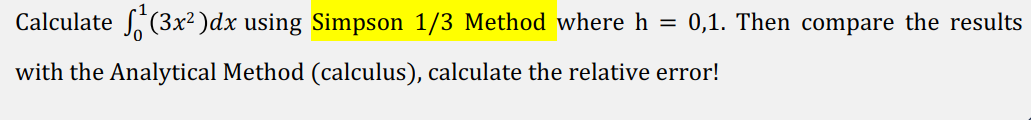 Calculate ∫₀¹(3x²)dx using Simpson 1/3 Method where h = 0,1. Then compare the results
with the Analytical Method (calculus), calculate the relative error!